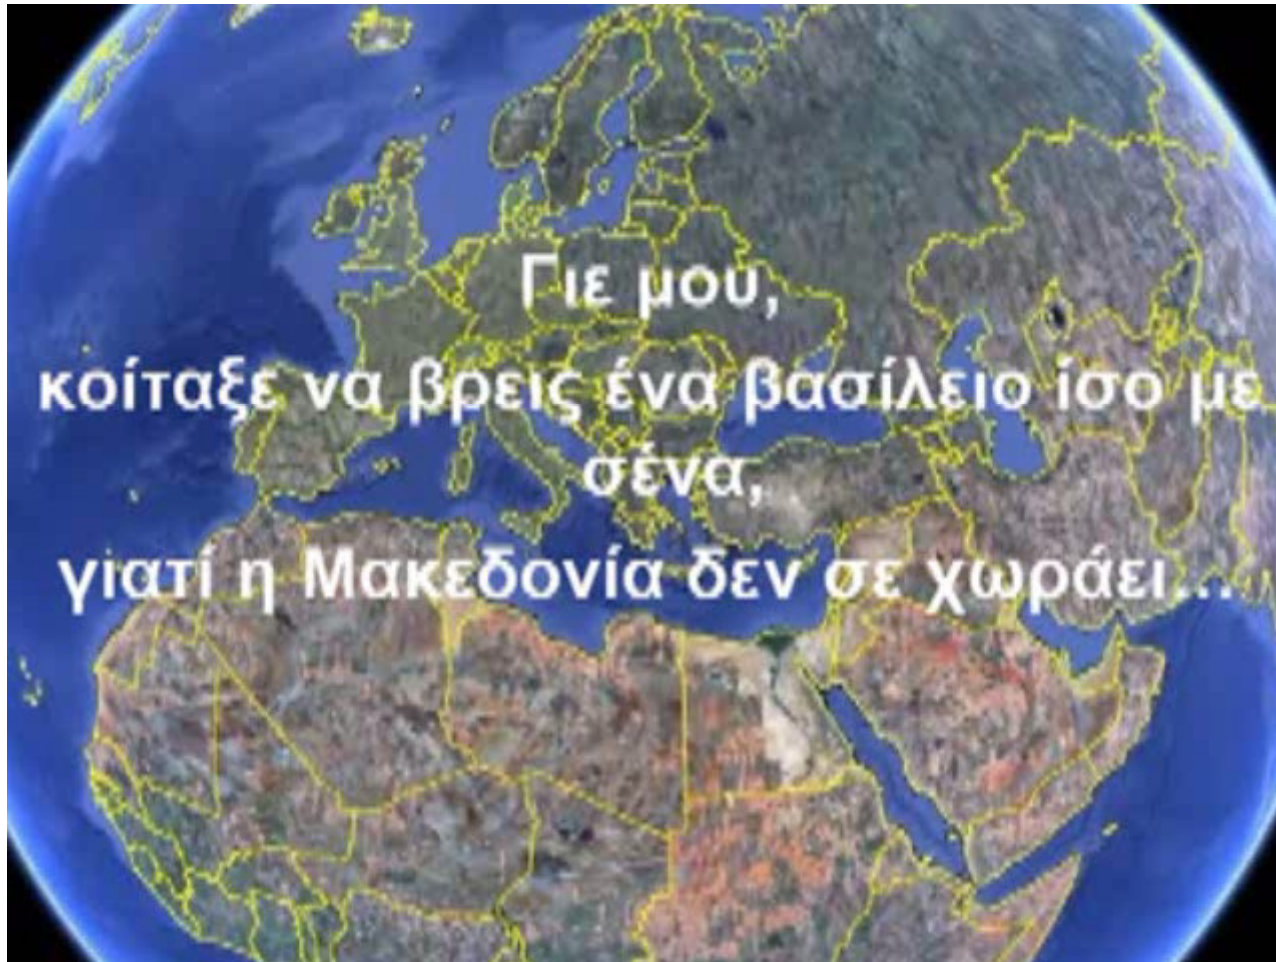 Γιε μου,
κοίταξε να βρεις ένα βασίλειο ίσο με
σένα,
γιατί η Μακεδονία δεν σε χωράει...